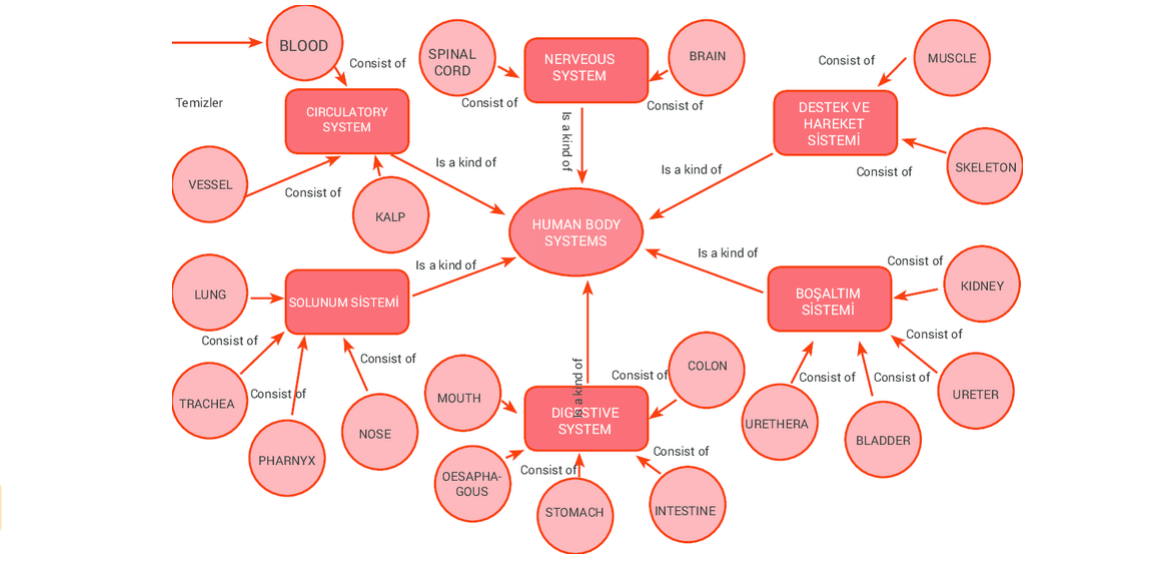 BLOOD
Consist of
SPINAL
CORD
NERVEOUS
SYSTEM
BRAIN
Consist of
MUSCLE
Temizler
CIRCULATORY
SYSTEM
Consist of
Consist of
DESTEK VE
HAREKET
SİSTEMİ
Is a kind of
Is a kind of
Is a kind of
Consist of
SKELETON
VESSEL
Consist of
KALP
HUMAN BODY
SYSTEMS
Is a kind of
Is a kind of
Consist of
LUNG
SOLUNUM SİSTEMİ
BOŞALTIM
SİSTEMİ
KIDNEY
Consist of
Consist of
Consist of
Is a kind of
Consist of
COLON
Consist of
Consist of
TRACHEA
Consist of
MOUTH
DIGESTIVE
SYSTEM
URETER
NOSE
PHARNYX
URETHERA
BLADDER
Consist of
Consist of
OESAPHA-
GOUS
STOMACH
INTESTINE